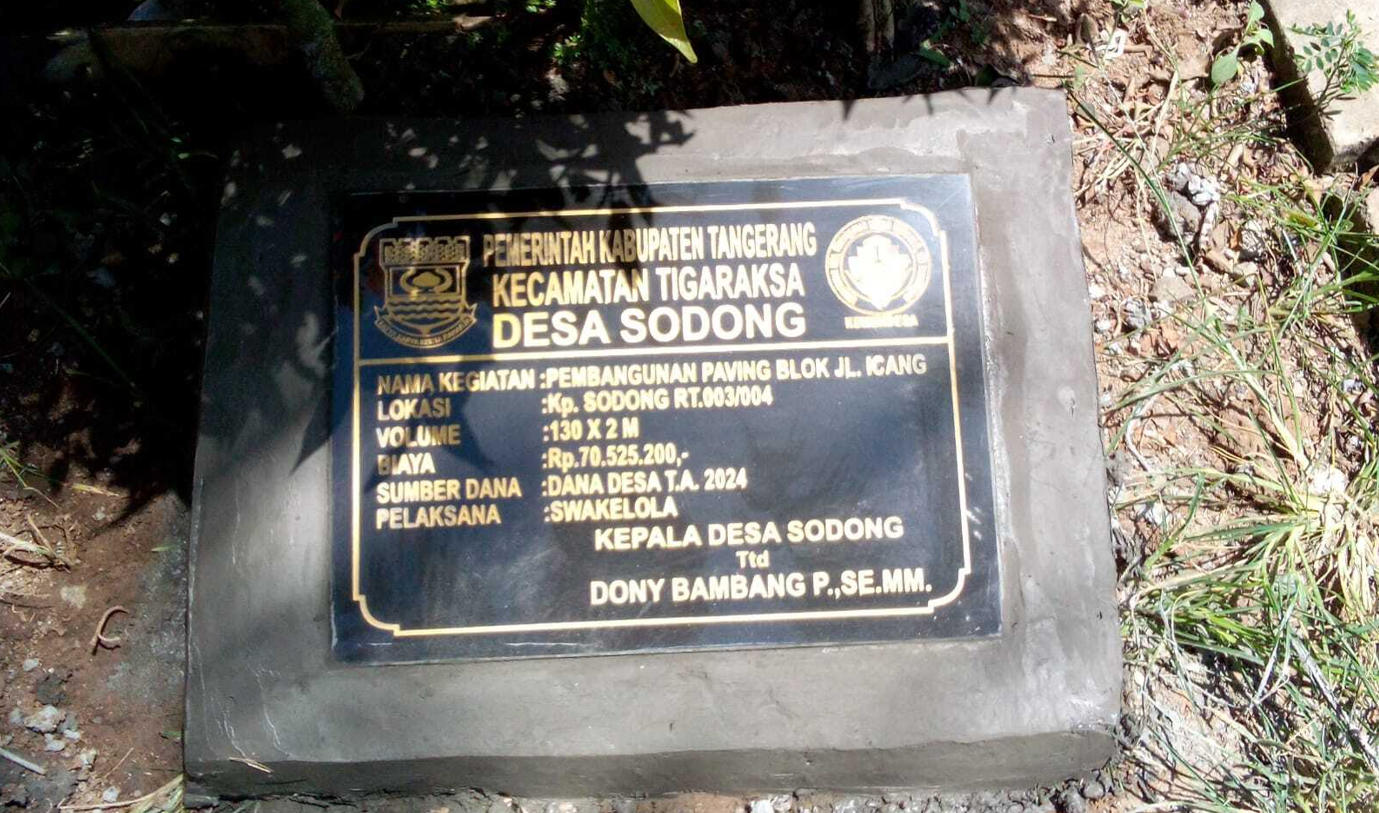 PEMERINTAH KABUPATEN TANGERANG
KECAMATAN TIGARAKSA
DESA SODONG
NAMA KEGIATAN :PEMBANGUNAN PAVING BLOK JL. ICANG
LOKASI :Kp. SODONG RT.003/004
VOLUME :130 X 2 M
BIAYA :Rp.70.525.200,-
SUMBER DANA :DANA DESA T.A. 2024
PELAKSANA :SWAKELOLA
KEPALA DESA SODONG
Ttd
DONY BAMBANG P.,SE.MM.